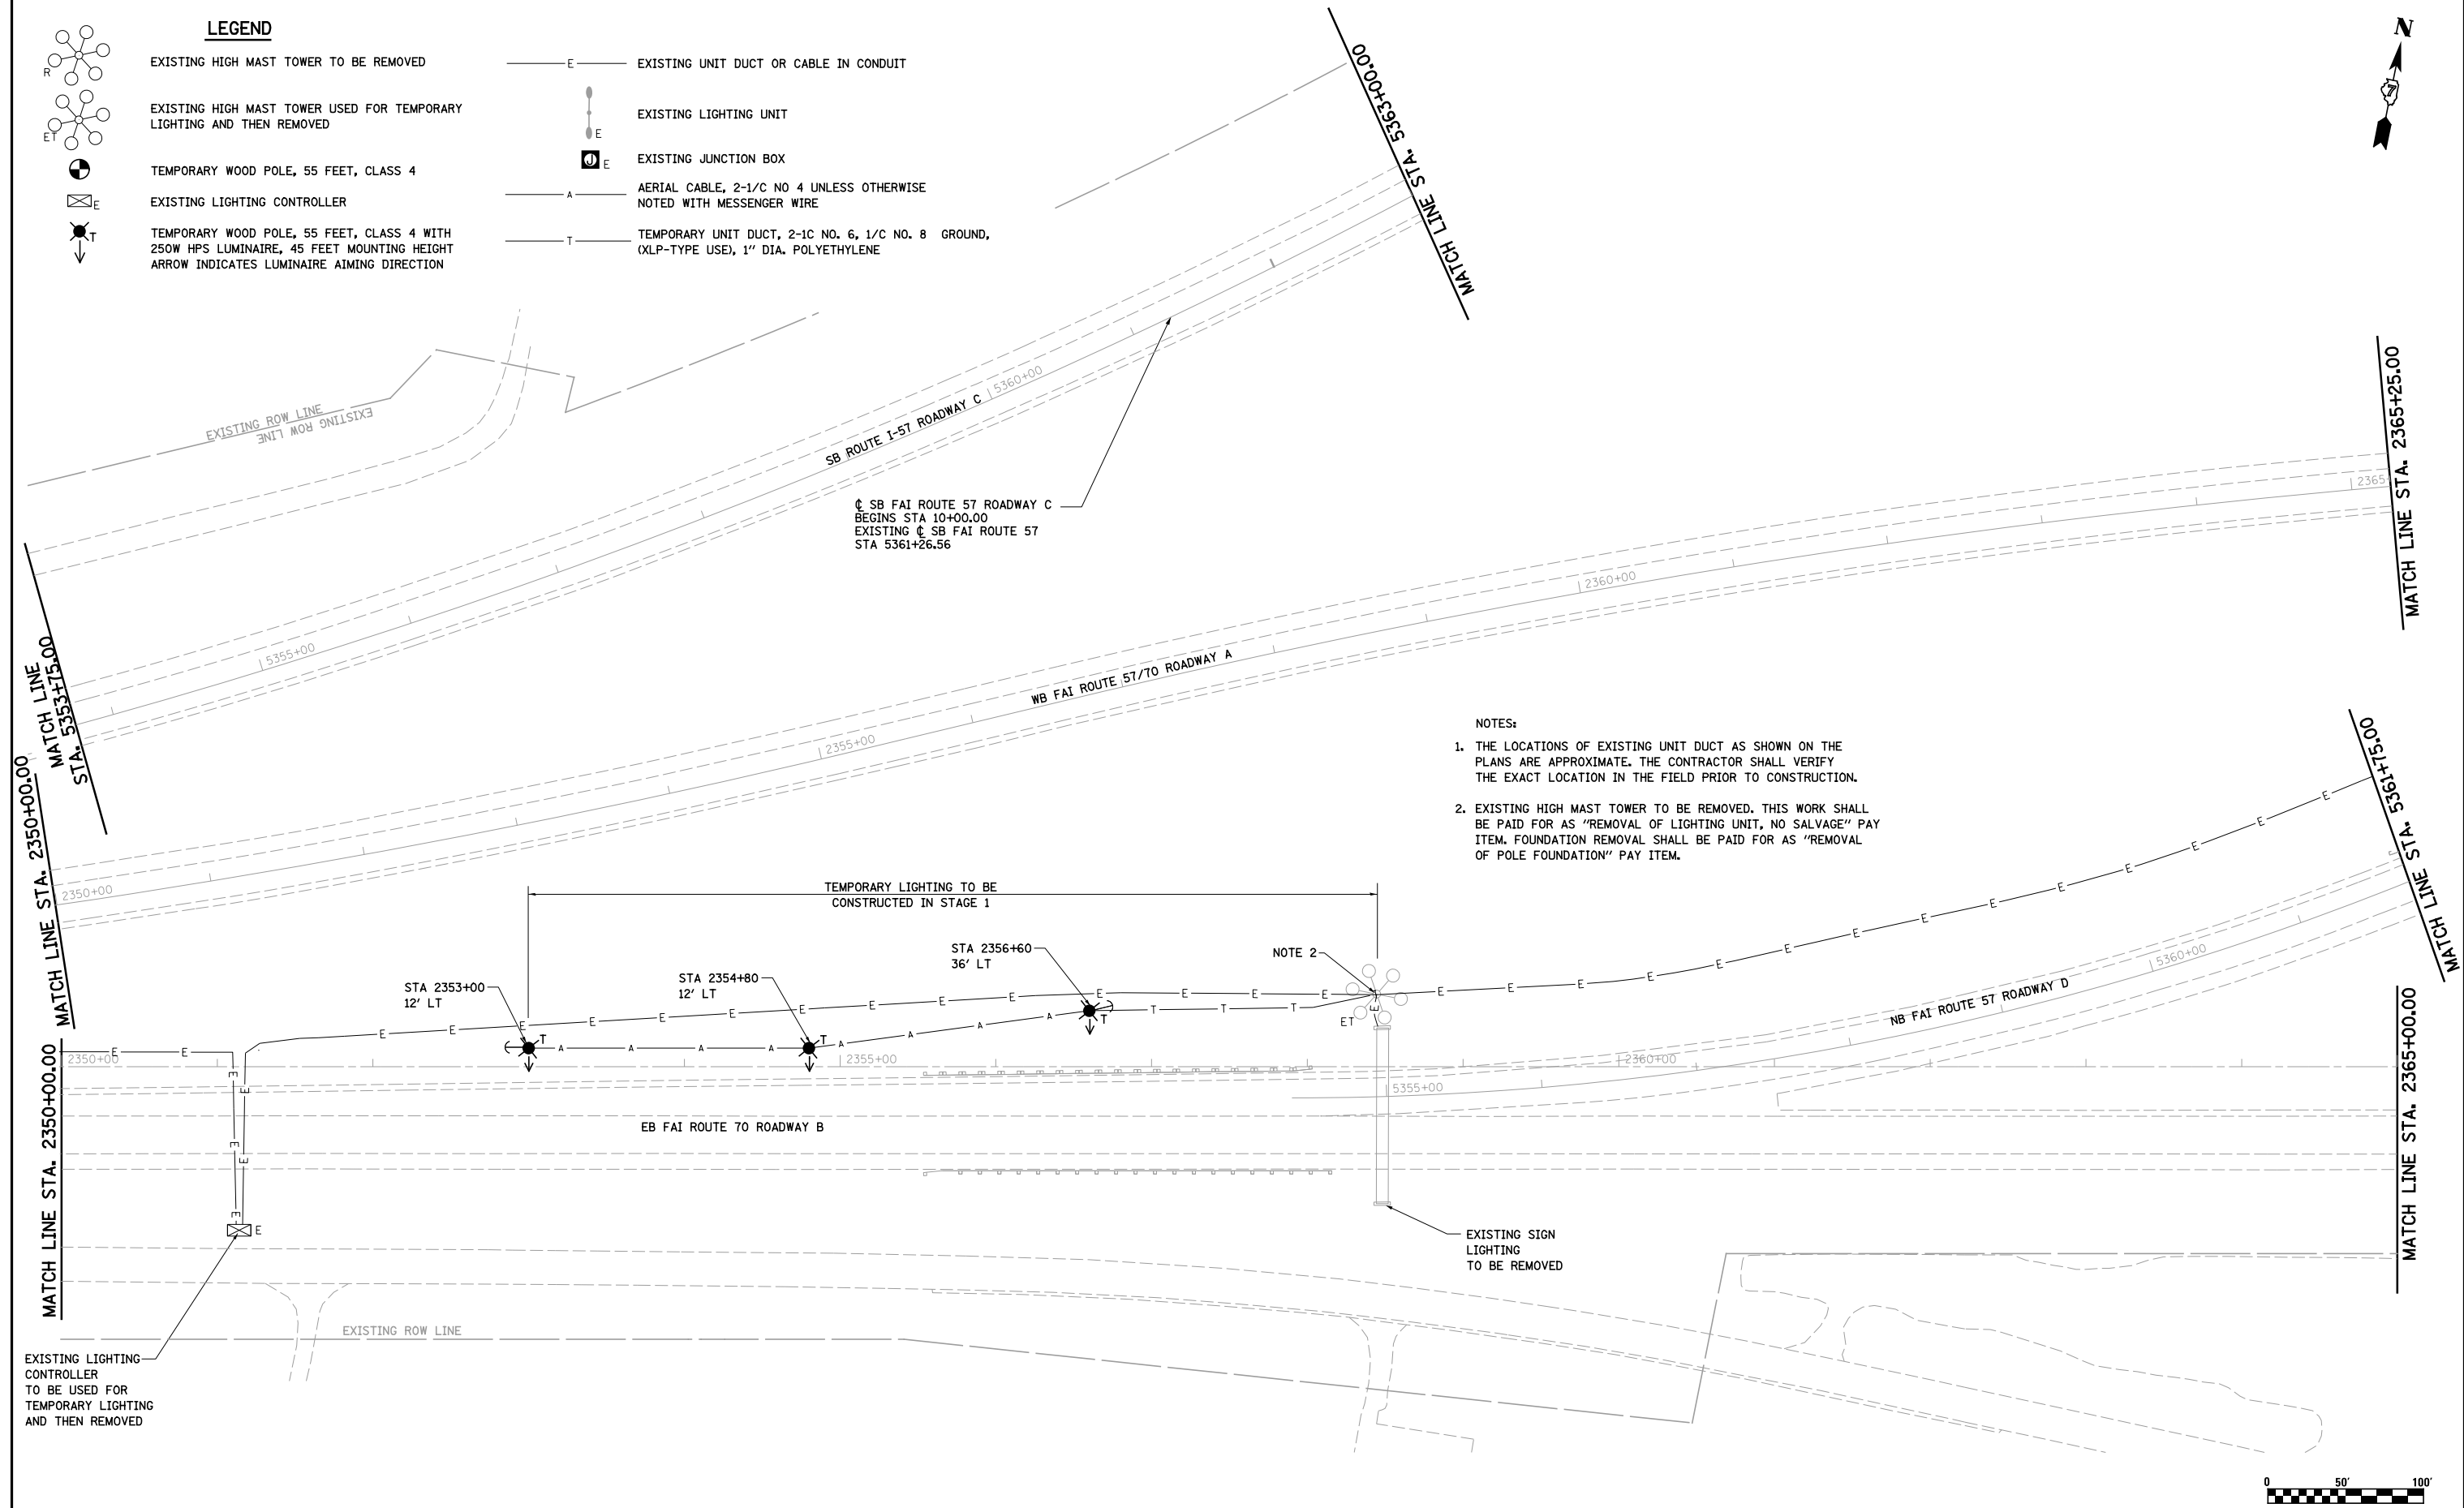 LEGEND
R
EXISTING HIGH MAST TOWER TO BE REMOVED
ET
EXISTING HIGH MAST TOWER USED FOR TEMPORARY
LIGHTING AND THEN REMOVED
TEMPORARY WOOD POLE, 55 FEET, CLASS 4
E
EXISTING LIGHTING CONTROLLER
T
TEMPORARY WOOD POLE, 55 FEET, CLASS 4 WITH
250W HPS LUMINAIRE, 45 FEET MOUNTING HEIGHT
ARROW INDICATES LUMINAIRE AIMING DIRECTION
E
EXISTING UNIT DUCT OR CABLE IN CONDUIT
E
EXISTING LIGHTING UNIT
J E
EXISTING JUNCTION BOX
A
AERIAL CABLE, 2-1/C NO 4 UNLESS OTHERWISE
NOTED WITH MESSENGER WIRE
T
TEMPORARY UNIT DUCT, 2-1C NO. 6, 1/C NO. 8 GROUND,
(XLP-TYPE USE), 1" DIA. POLYETHYLENE
MATCH LINE STA. 5363+00.00
N
7
EXISTING ROW LINE
EXISTING ROW LINE
SB ROUTE I-57 ROADWAY C
5360+00
5355+00
℄ SB FAI ROUTE 57 ROADWAY C
BEGINS STA 10+00.00
EXISTING ℄ SB FAI ROUTE 57
STA 5361+26.56
MATCH LINE STA. 2365+25.00
2365
2360+00
WB FAI ROUTE 57/70 ROADWAY A
2355+00
2350+00
MATCH LINE
STA. 5353+75.00
MATCH LINE STA. 2350+00.00
NOTES:
1. THE LOCATIONS OF EXISTING UNIT DUCT AS SHOWN ON THE
PLANS ARE APPROXIMATE. THE CONTRACTOR SHALL VERIFY
THE EXACT LOCATION IN THE FIELD PRIOR TO CONSTRUCTION.
2. EXISTING HIGH MAST TOWER TO BE REMOVED. THIS WORK SHALL
BE PAID FOR AS "REMOVAL OF LIGHTING UNIT, NO SALVAGE" PAY
ITEM. FOUNDATION REMOVAL SHALL BE PAID FOR AS "REMOVAL
OF POLE FOUNDATION" PAY ITEM.
MATCH LINE STA. 5361+75.00
TEMPORARY LIGHTING TO BE
CONSTRUCTED IN STAGE 1
STA 2353+00
12' LT
STA 2354+80
12' LT
STA 2356+60
36' LT
NOTE 2
E E E E E E E E E E E E E E E E E E E E E E E E E E E E E E
T A A A A T A A A A T T T T
ET
E
NB FAI ROUTE 57 ROADWAY D
5360+00
5355+00
2350+00
2355+00
2360+00
E E E E E E
EB FAI ROUTE 70 ROADWAY B
MATCH LINE STA. 2350+00.00
MATCH LINE STA. 2365+00.00
E
EXISTING SIGN
LIGHTING
TO BE REMOVED
EXISTING ROW LINE
EXISTING LIGHTING
CONTROLLER
TO BE USED FOR
TEMPORARY LIGHTING
AND THEN REMOVED
0 50' 100'